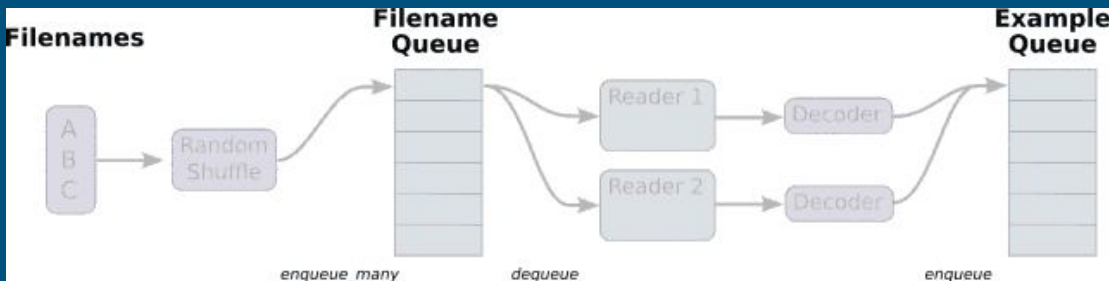 Filenames
Filename
Queue
Example
Queue
A
B
C
Random
Shuffle
Reader 1
Decoder
Reader 2
Decoder
enqueue_many
dequeue
enqueue